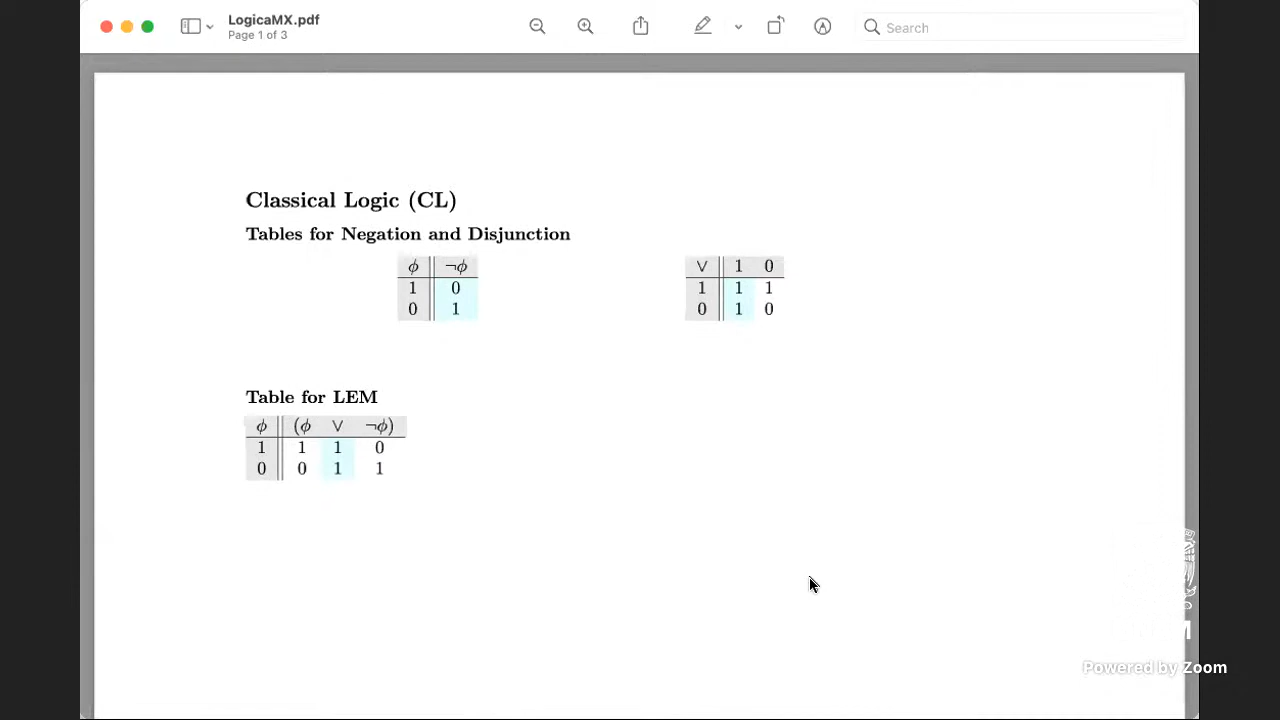 LogicaMX.pdf
Page 1 of 3
Search
Classical Logic (CL)
Tables for Negation and Disjunction
ϕ ¬ϕ
1 0
0 1
∨ 1 0
1 1 1
0 1 0
Table for LEM
ϕ (ϕ ∨ ¬ϕ)
1 1 1 0
0 0 1 1
Powered by Zoom